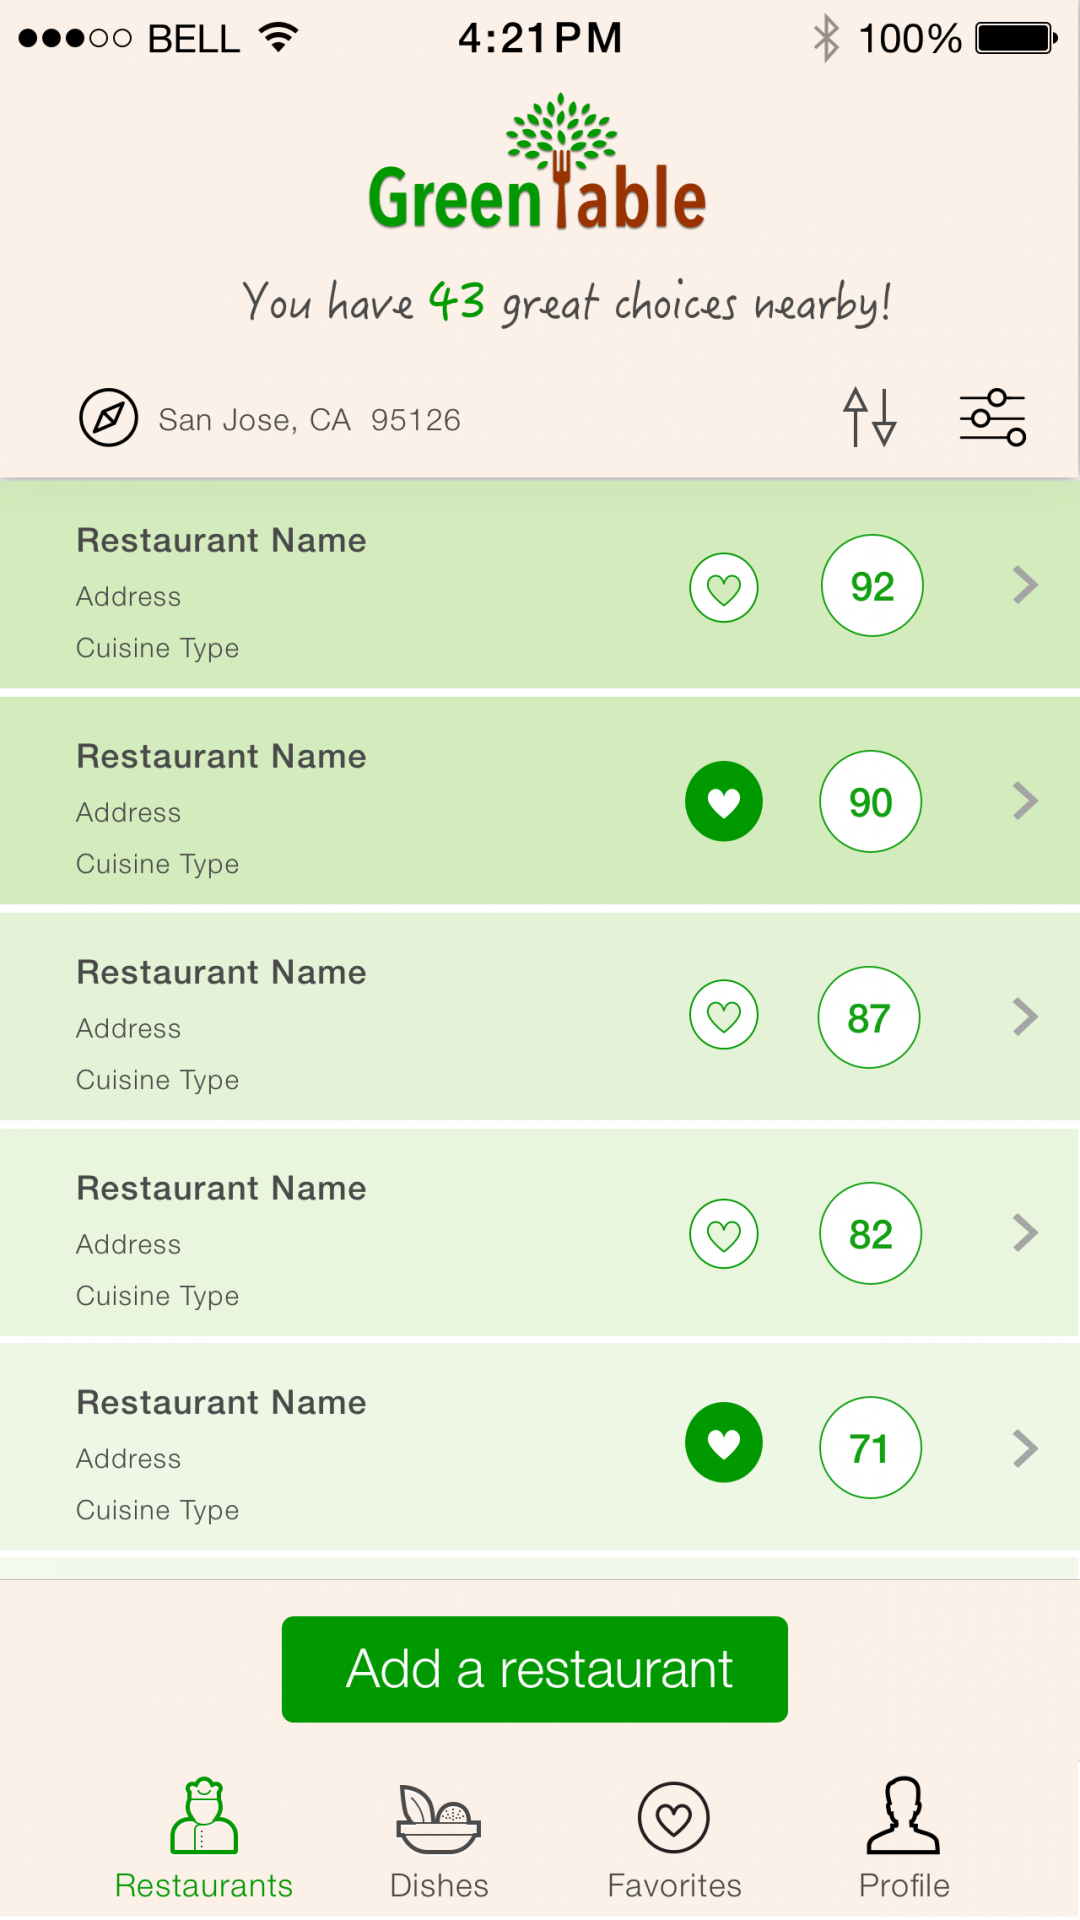 BELL 4:21PM 100%
GreenTable
You have 43 great choices nearby!
San Jose, CA 95126
Restaurant Name
Address
Cuisine Type
92
Restaurant Name
Address
Cuisine Type
90
Restaurant Name
Address
Cuisine Type
87
Restaurant Name
Address
Cuisine Type
82
Restaurant Name
Address
Cuisine Type
71
Add a restaurant
Restaurants Dishes Favorites Profile